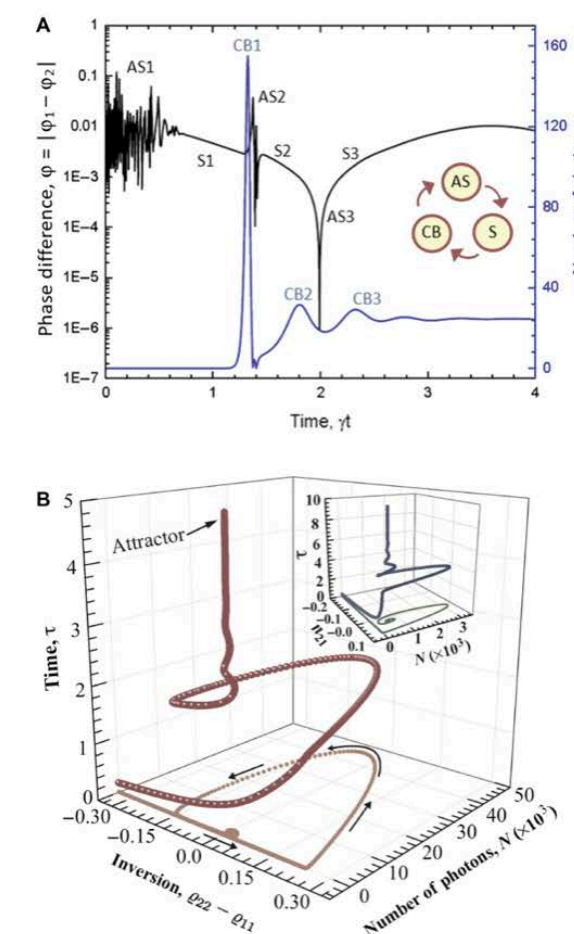 A
Phase difference, φ = |φ₁ − φ₂|
1
0.1
0.01
1E−3
1E−4
1E−5
1E−6
1E−7
AS1
CB1
AS2
S1
S2
S3
AS3
CB2
CB3
AS
CB
S
160
120
80
40
0
0
1
2
3
4
Time, γt
B
5
4
3
2
1
0
Time, τ
Attractor
−0.30
−0.15
0.0
0.15
0.30
Inversion, ϱ₂₂ − ϱ₁₁
0
10
20
30
40
50
Number of photons, N (×10³)
10
8
6
4
2
0
τ
−0.2
−0.1
−0.0
0.1
0
1
2
3
N (×10³)